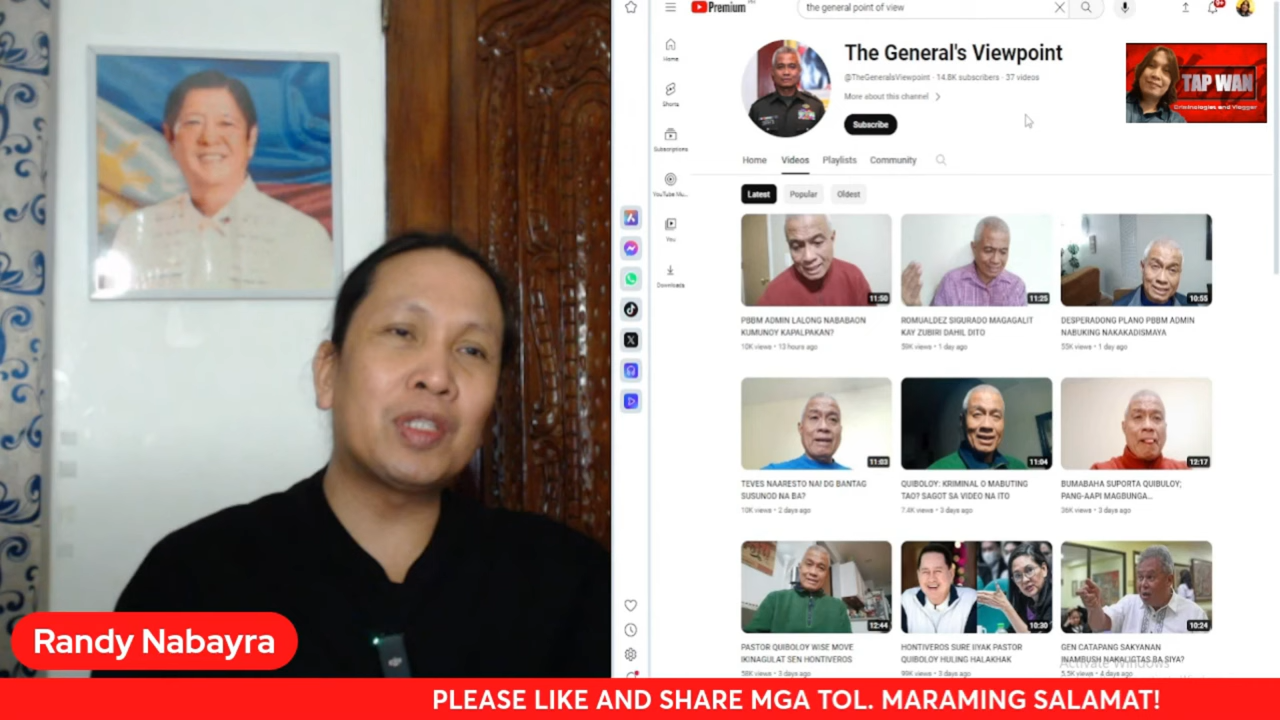 Premium
the general point of view
9+
The General's Viewpoint
@TheGeneralsViewpoint · 14.8K subscribers · 37 videos
More about this channel
Subscribe
TAP WAN
Criminologist and Vlogger
Home
Shorts
Subscriptions
YouTube Mu...
You
Downloads
Home Videos Playlists Community
Latest Popular Oldest
11:50
PBBM ADMIN LALONG NABABAON
KUMUNOY KAPALPAKAN?
10K views • 13 hours ago
11:25
ROMUALDEZ SIGURADO MAGAGALIT
KAY ZUBIRI DAHIL DITO
59K views • 1 day ago
10:55
DESPERADONG PLANO PBBM ADMIN
NABUKING NAKAKADISMAYA
55K views • 1 day ago
11:03
TEVES NAARESTO NA! DG BANTAG
SUSUNOD NA BA?
10K views • 2 days ago
11:04
QUIBOLOY: KRIMINAL O MABUTING
TAO? SAGOT SA VIDEO NA ITO
7.4K views • 3 days ago
12:17
BUMABAHA SUPORTA QUIBULOY;
PANG-AAPI MAGBUNGA...
36K views • 3 days ago
12:44
PASTOR QUIBOLOY WISE MOVE
IKINAGULAT SEN HONTIVEROS
58K views • 3 days ago
10:30
HONTIVEROS SURE IIYAK PASTOR
QUIBOLOY HULING HALAKHAK
99K views • 3 days ago
10:24
GEN CATAPANG SAKYANAN
INAMBUSH NAKALIGTAS BA SIYA?
5.5K views • 4 days ago
Activate Windows
Randy Nabayra
PLEASE LIKE AND SHARE MGA TOL. MARAMING SALAMAT!